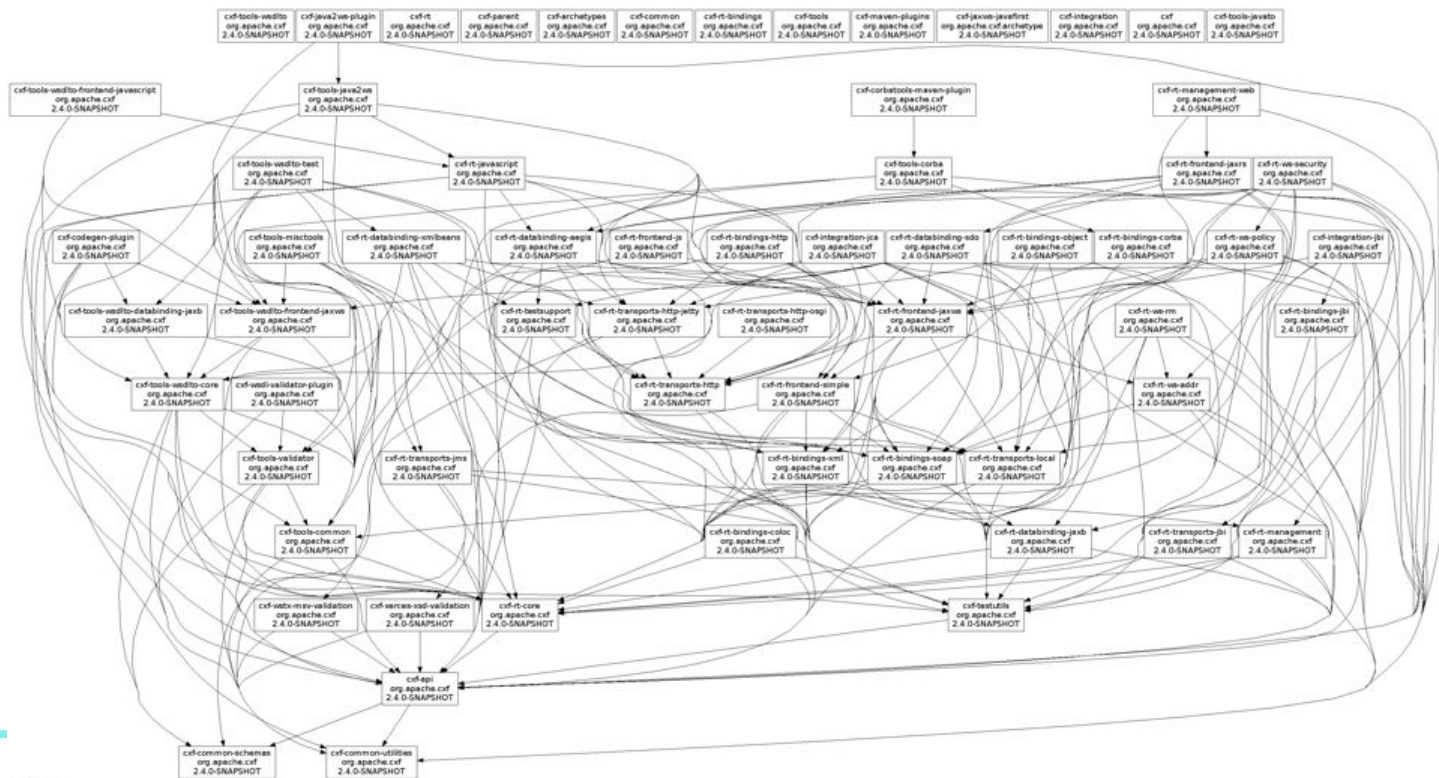 cxf-tools-wsdlto
org.apache.cxf
2.4.0-SNAPSHOT
cxf-java2ws-plugin
org.apache.cxf
2.4.0-SNAPSHOT
cxf-rt
org.apache.cxf
2.4.0-SNAPSHOT
cxf-parent
org.apache.cxf
2.4.0-SNAPSHOT
cxf-archetypes
org.apache.cxf
2.4.0-SNAPSHOT
cxf-common
org.apache.cxf
2.4.0-SNAPSHOT
cxf-rt-bindings
org.apache.cxf
2.4.0-SNAPSHOT
cxf-tools
org.apache.cxf
2.4.0-SNAPSHOT
cxf-maven-plugins
org.apache.cxf
2.4.0-SNAPSHOT
cxf-jaxws-javafirst
org.apache.cxf.archetype
2.4.0-SNAPSHOT
cxf-integration
org.apache.cxf
2.4.0-SNAPSHOT
cxf
org.apache.cxf
2.4.0-SNAPSHOT
cxf-tools-javato
org.apache.cxf
2.4.0-SNAPSHOT
cxf-tools-wsdlto-frontend-javascript
org.apache.cxf
2.4.0-SNAPSHOT
cxf-tools-java2ws
org.apache.cxf
2.4.0-SNAPSHOT
cxf-corbatools-maven-plugin
org.apache.cxf
2.4.0-SNAPSHOT
cxf-rt-management-web
org.apache.cxf
2.4.0-SNAPSHOT
cxf-tools-wsdlto-test
org.apache.cxf
2.4.0-SNAPSHOT
cxf-rt-javascript
org.apache.cxf
2.4.0-SNAPSHOT
cxf-tools-corba
org.apache.cxf
2.4.0-SNAPSHOT
cxf-rt-frontend-jaxrs
org.apache.cxf
2.4.0-SNAPSHOT
cxf-rt-ws-security
org.apache.cxf
2.4.0-SNAPSHOT
cxf-codegen-plugin
org.apache.cxf
2.4.0-SNAPSHOT
cxf-tools-misctools
org.apache.cxf
2.4.0-SNAPSHOT
cxf-rt-databinding-xmlbeans
org.apache.cxf
2.4.0-SNAPSHOT
cxf-rt-databinding-aegis
org.apache.cxf
2.4.0-SNAPSHOT
cxf-rt-frontend-js
org.apache.cxf
2.4.0-SNAPSHOT
cxf-rt-bindings-http
org.apache.cxf
2.4.0-SNAPSHOT
cxf-integration-jca
org.apache.cxf
2.4.0-SNAPSHOT
cxf-rt-databinding-sdo
org.apache.cxf
2.4.0-SNAPSHOT
cxf-rt-bindings-object
org.apache.cxf
2.4.0-SNAPSHOT
cxf-rt-bindings-corba
org.apache.cxf
2.4.0-SNAPSHOT
cxf-rt-ws-policy
org.apache.cxf
2.4.0-SNAPSHOT
cxf-integration-jbi
org.apache.cxf
2.4.0-SNAPSHOT
cxf-tools-wsdlto-databinding-jaxb
org.apache.cxf
2.4.0-SNAPSHOT
cxf-tools-wsdlto-frontend-jaxws
org.apache.cxf
2.4.0-SNAPSHOT
cxf-rt-testsupport
org.apache.cxf
2.4.0-SNAPSHOT
cxf-rt-transports-http-jetty
org.apache.cxf
2.4.0-SNAPSHOT
cxf-rt-transports-http-osgi
org.apache.cxf
2.4.0-SNAPSHOT
cxf-rt-frontend-jaxws
org.apache.cxf
2.4.0-SNAPSHOT
cxf-rt-ws-rm
org.apache.cxf
2.4.0-SNAPSHOT
cxf-rt-bindings-jbi
org.apache.cxf
2.4.0-SNAPSHOT
cxf-tools-wsdlto-core
org.apache.cxf
2.4.0-SNAPSHOT
cxf-wsdl-validator-plugin
org.apache.cxf
2.4.0-SNAPSHOT
cxf-rt-transports-http
org.apache.cxf
2.4.0-SNAPSHOT
cxf-rt-frontend-simple
org.apache.cxf
2.4.0-SNAPSHOT
cxf-rt-ws-addr
org.apache.cxf
2.4.0-SNAPSHOT
cxf-tools-validator
org.apache.cxf
2.4.0-SNAPSHOT
cxf-rt-transports-jms
org.apache.cxf
2.4.0-SNAPSHOT
cxf-rt-bindings-xml
org.apache.cxf
2.4.0-SNAPSHOT
cxf-rt-bindings-soap
org.apache.cxf
2.4.0-SNAPSHOT
cxf-rt-transports-local
org.apache.cxf
2.4.0-SNAPSHOT
cxf-tools-common
org.apache.cxf
2.4.0-SNAPSHOT
cxf-rt-bindings-coloc
org.apache.cxf
2.4.0-SNAPSHOT
cxf-rt-databinding-jaxb
org.apache.cxf
2.4.0-SNAPSHOT
cxf-rt-transports-jbi
org.apache.cxf
2.4.0-SNAPSHOT
cxf-rt-management
org.apache.cxf
2.4.0-SNAPSHOT
cxf-wstx-msv-validation
org.apache.cxf
2.4.0-SNAPSHOT
cxf-xerces-xsd-validation
org.apache.cxf
2.4.0-SNAPSHOT
cxf-rt-core
org.apache.cxf
2.4.0-SNAPSHOT
cxf-testutils
org.apache.cxf
2.4.0-SNAPSHOT
cxf-api
org.apache.cxf
2.4.0-SNAPSHOT
cxf-common-schemas
org.apache.cxf
2.4.0-SNAPSHOT
cxf-common-utilities
org.apache.cxf
2.4.0-SNAPSHOT